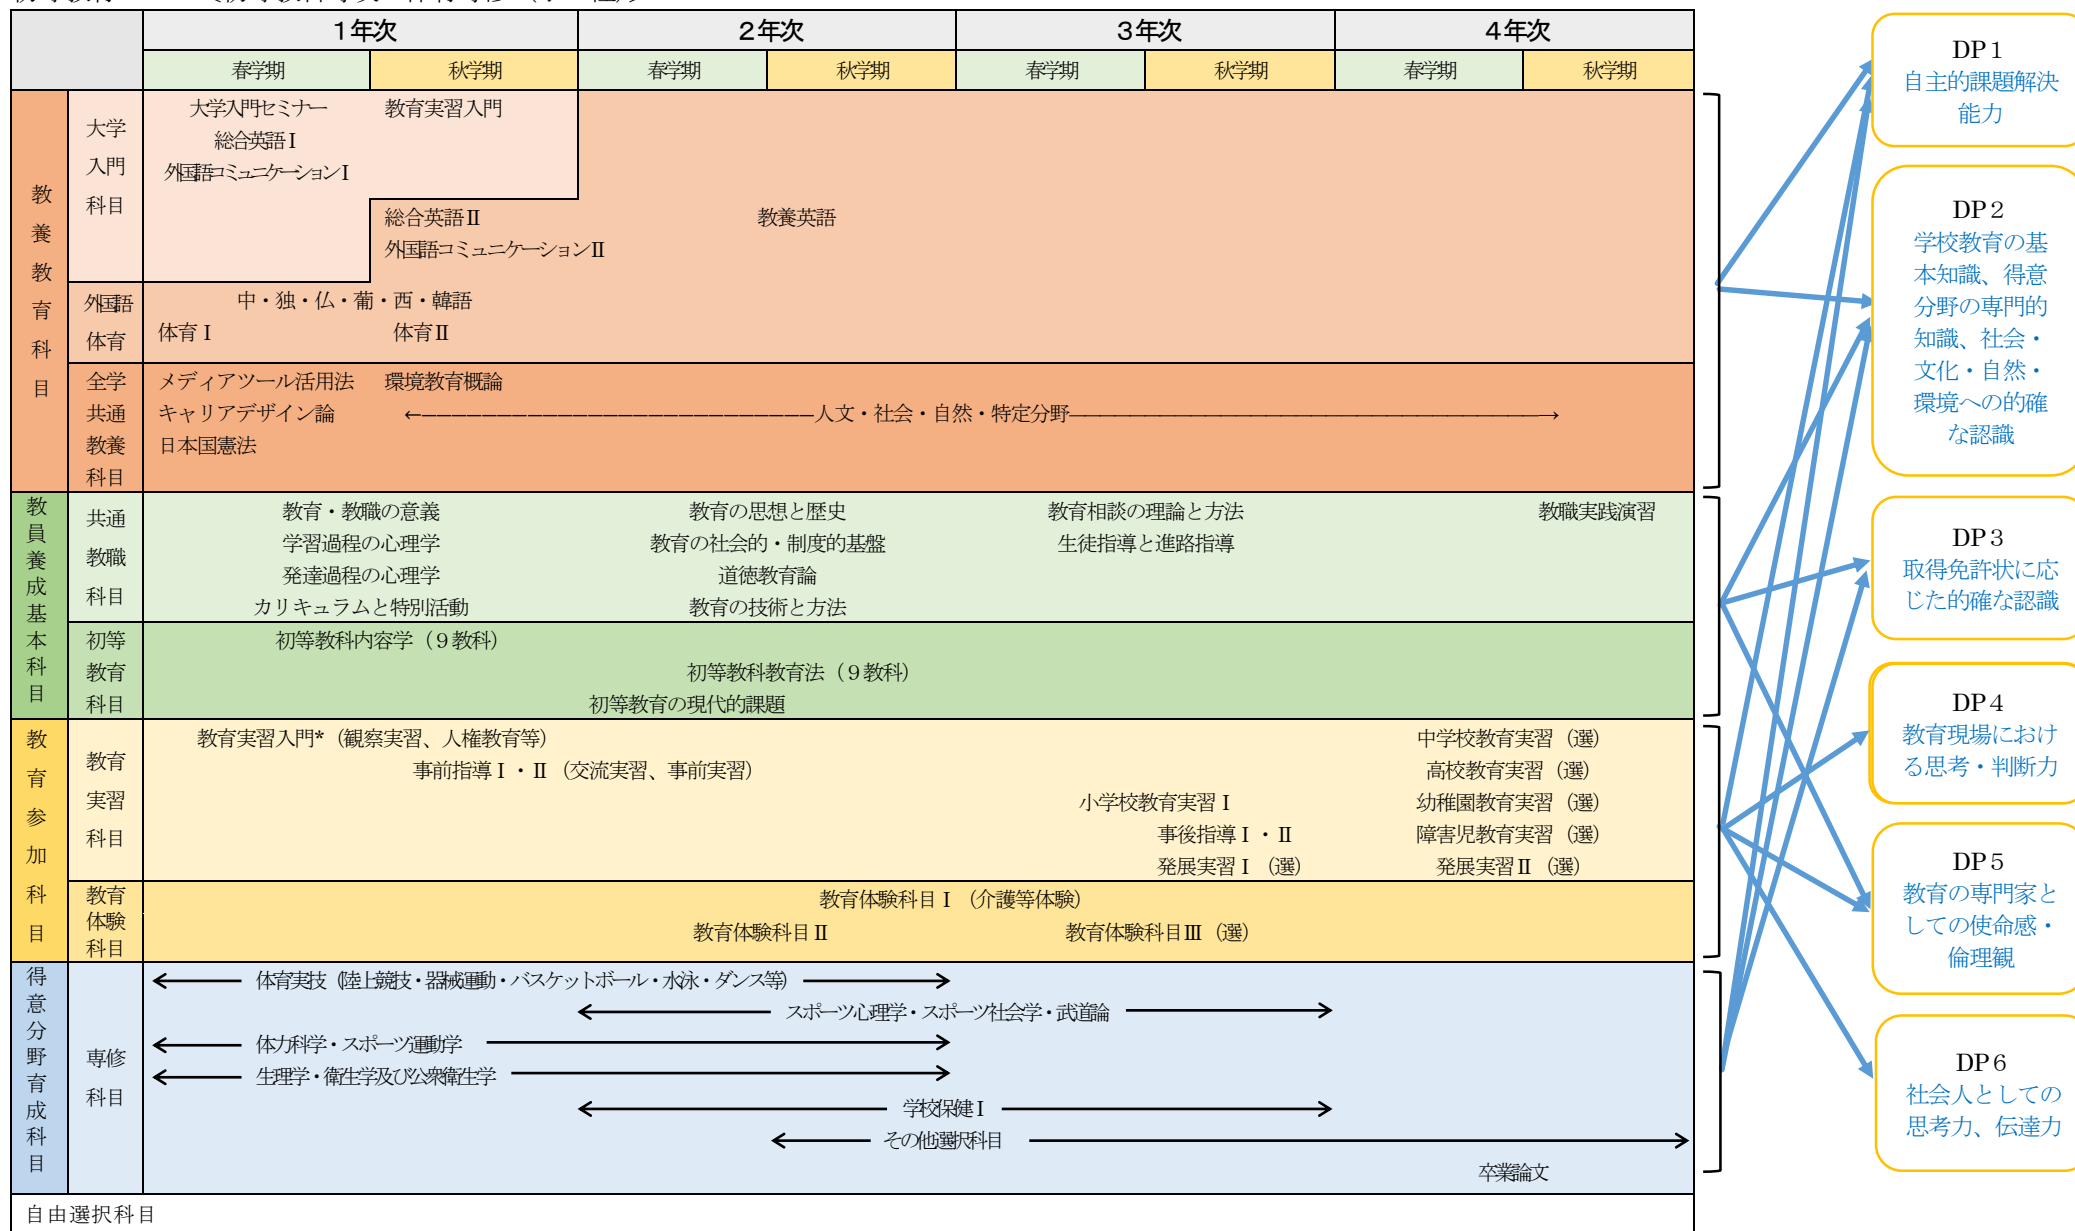 1年次 2年次 3年次 4年次
春学期 秋学期 春学期 秋学期 春学期 秋学期 春学期 秋学期
教養教育科目
大学入門科目
大学入門セミナー 教育実習入門
総合英語Ⅰ
外国語コミュニケーションⅠ
総合英語Ⅱ 教養英語
外国語コミュニケーションⅡ
外国語
体育
中・独・仏・葡・西・韓語
体育Ⅰ 体育Ⅱ
全学共通教養科目
メディアツール活用法 環境教育概論
キャリアデザイン論 ←人文・社会・自然・特定分野→
日本国憲法
教員養成基本科目
共通教職科目
教育・教職の意義 教育の思想と歴史 教育相談の理論と方法 教職実践演習
学習過程の心理学 教育の社会的・制度的基盤 生徒指導と進路指導
発達過程の心理学 道徳教育論
カリキュラムと特別活動 教育の技術と方法
初等教育科目
初等教科内容学(9教科)
初等教科教育法(9教科)
初等教育の現代的課題
教育参加科目
教育実習科目
教育実習入門*(観察実習、人権教育等) 中学校教育実習(選)
事前指導Ⅰ・Ⅱ(交流実習、事前実習) 高校教育実習(選)
小学校教育実習Ⅰ 幼稚園教育実習(選)
事後指導Ⅰ・Ⅱ 障害児教育実習(選)
発展実習Ⅰ(選) 発展実習Ⅱ(選)
教育体験科目
教育体験科目Ⅰ(介護等体験)
教育体験科目Ⅱ 教育体験科目Ⅲ(選)
得意分野育成科目
専修科目
体育実技(陸上競技・器械運動・バスケットボール・水泳・ダンス等)
スポーツ心理学・スポーツ社会学・武道論
体力科学・スポーツ運動学
生理学・衛生学及び公衆衛生学
学校保健Ⅰ
その他選択科目
卒業論文
自由選択科目
DP1
自主的課題解決
能力
DP2
学校教育の基
本知識、得意
分野の専門的
知識、社会・
文化・自然・
環境への的確
な認識
DP3
取得免許状に応
じた的確な認識
DP4
教育現場におけ
る思考・判断力
DP5
教育の専門家と
しての使命感・
倫理観
DP6
社会人としての
思考力、伝達力